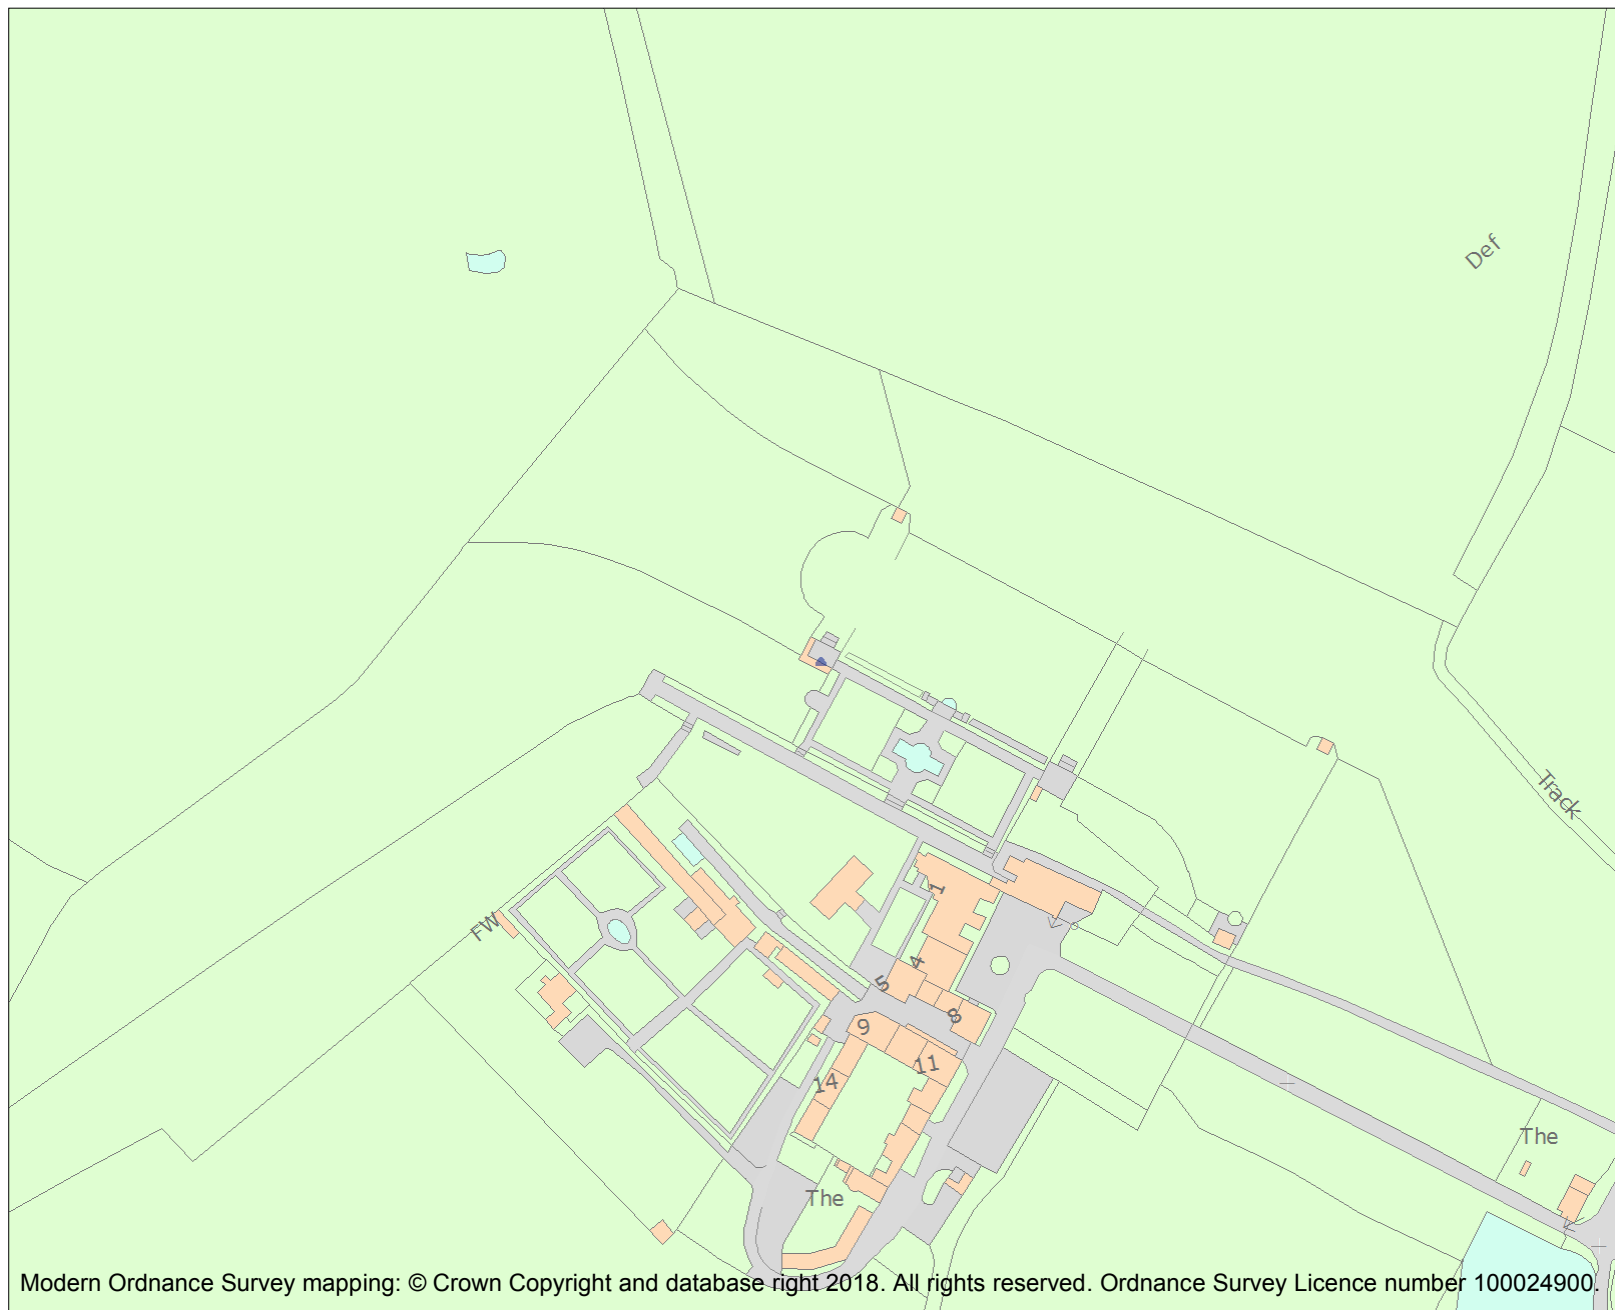 Def
Track
FW
1
4
5
8
9
11
14
The
The
Modern Ordnance Survey mapping: © Crown Copyright and database right 2018. All rights reserved. Ordnance Survey Licence number 100024900.